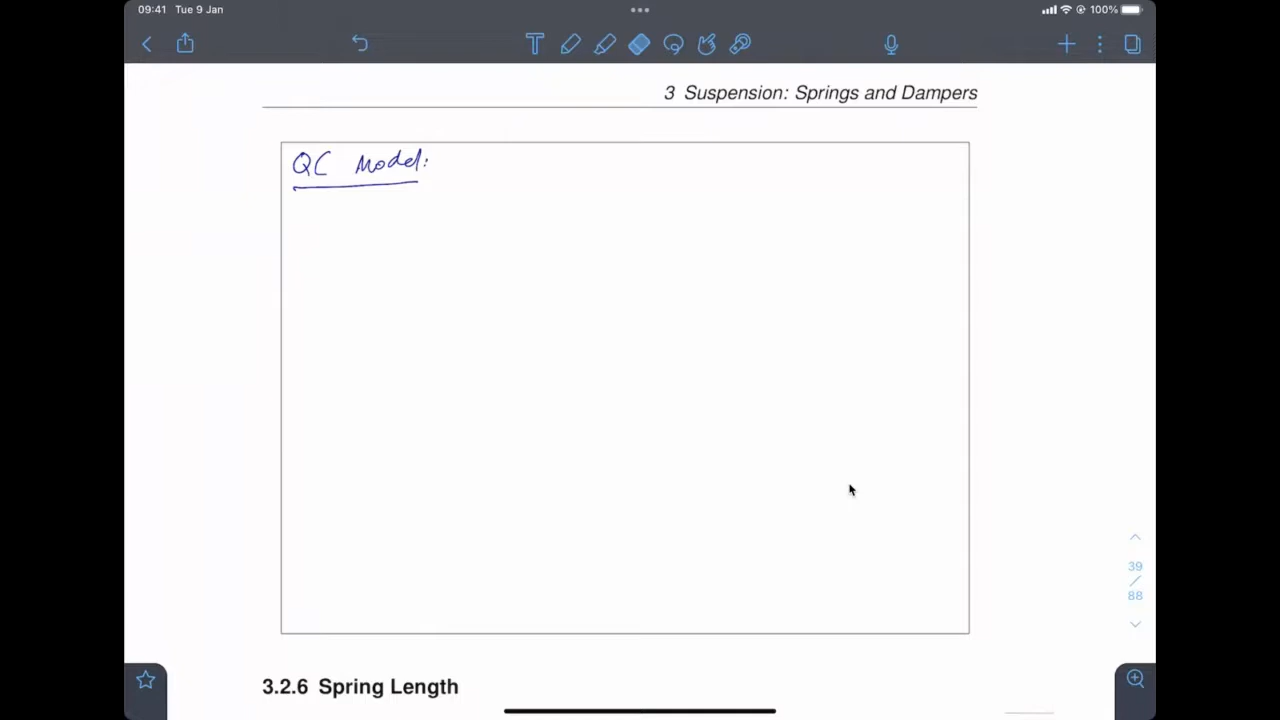 09:41 Tue 9 Jan
100%
3 Suspension: Springs and Dampers
QC Model:
39
/
88
3.2.6 Spring Length